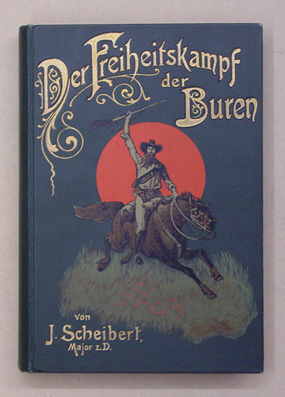 Der Freiheitskampf
der
Buren
von
J. Scheibert,
Major z. D.